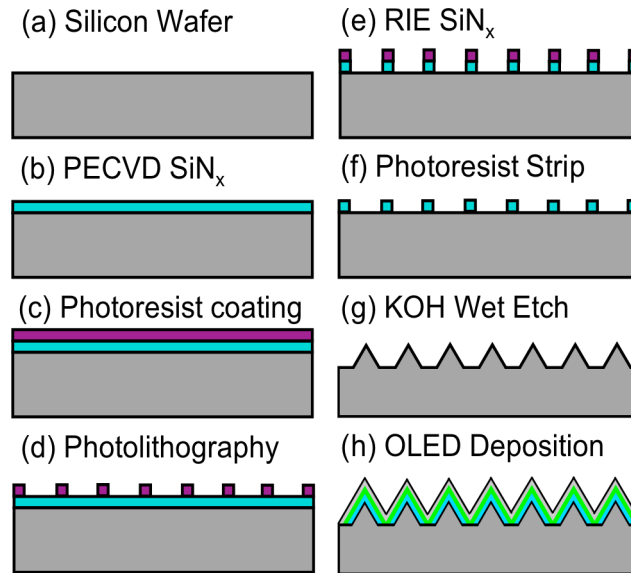 (a) Silicon Wafer
(b) PECVD SiNₓ
(c) Photoresist coating
(d) Photolithography
(e) RIE SiNₓ
(f) Photoresist Strip
(g) KOH Wet Etch
(h) OLED Deposition